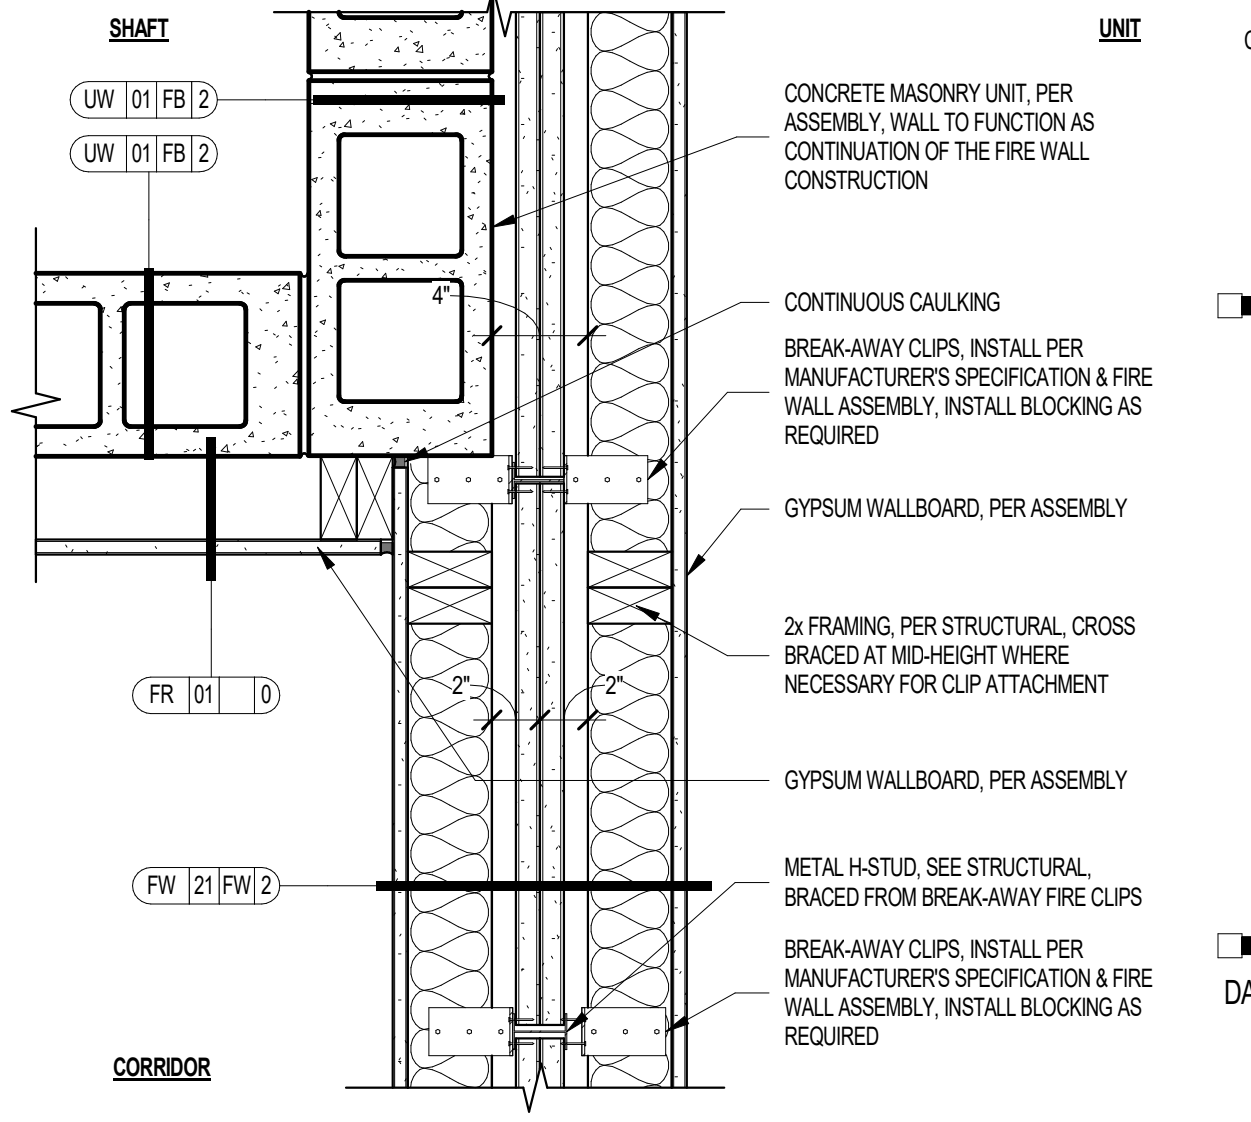 SHAFT
UNIT
UW 01 FB 2
UW 01 FB 2
CONCRETE MASONRY UNIT, PER
ASSEMBLY, WALL TO FUNCTION AS
CONTINUATION OF THE FIRE WALL
CONSTRUCTION
4"
CONTINUOUS CAULKING
BREAK-AWAY CLIPS, INSTALL PER
MANUFACTURER'S SPECIFICATION & FIRE
WALL ASSEMBLY, INSTALL BLOCKING AS
REQUIRED
GYPSUM WALLBOARD, PER ASSEMBLY
2x FRAMING, PER STRUCTURAL, CROSS
BRACED AT MID-HEIGHT WHERE
NECESSARY FOR CLIP ATTACHMENT
FR 01 0
2" 2"
GYPSUM WALLBOARD, PER ASSEMBLY
FW 21 FW 2
METAL H-STUD, SEE STRUCTURAL,
BRACED FROM BREAK-AWAY FIRE CLIPS
BREAK-AWAY CLIPS, INSTALL PER
MANUFACTURER'S SPECIFICATION & FIRE
WALL ASSEMBLY, INSTALL BLOCKING AS
REQUIRED
CORRIDOR